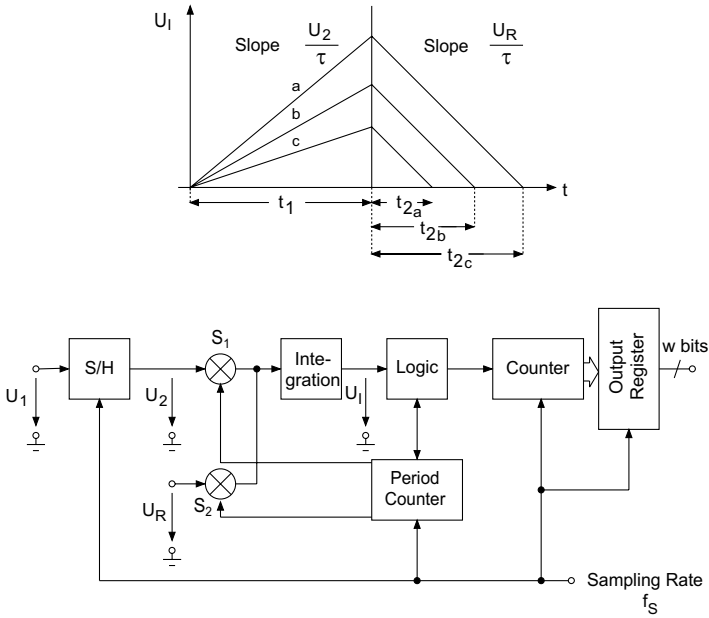 U_I
Slope U_2/τ Slope U_R/τ
a
b
c
t
t_1 t_2a
t_2b
t_2c
S_1
S/H
Inte-
gration
Logic
Counter
Output
Register
w bits
U_1
U_2
U_I
U_R
S_2
Period
Counter
Sampling Rate
f_S